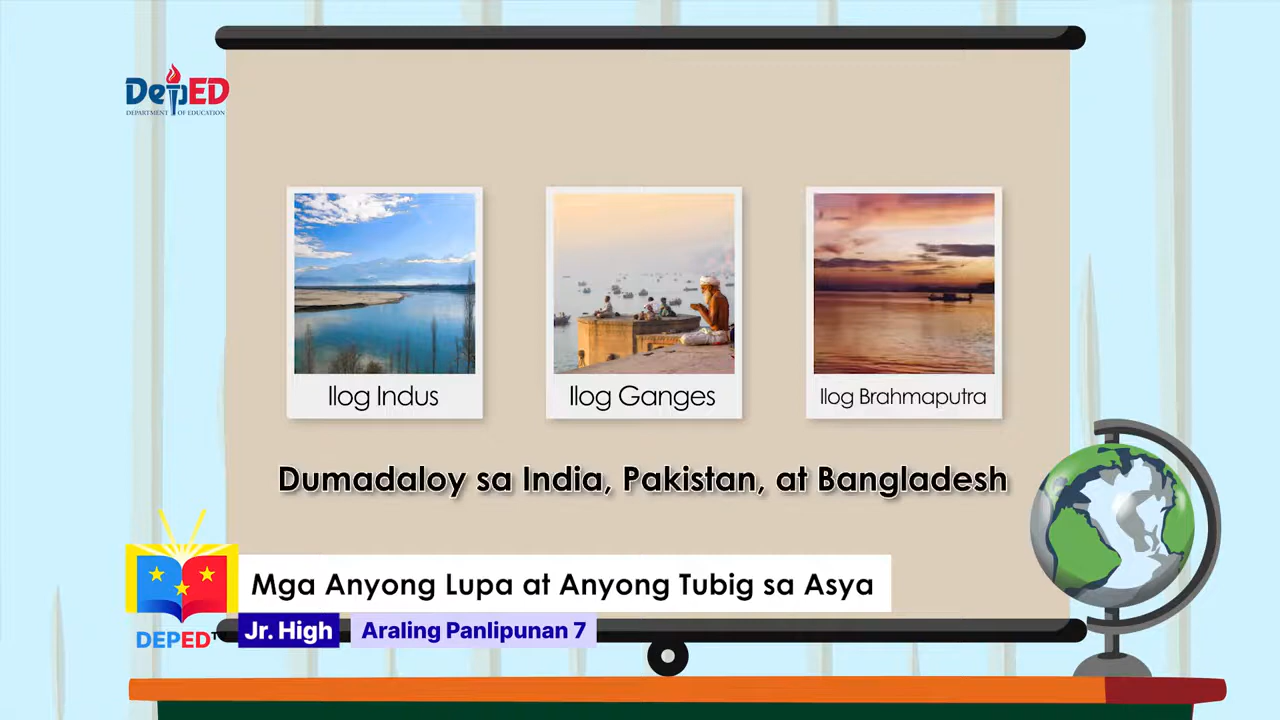 DepED
DEPARTMENT OF EDUCATION
Ilog Indus
Ilog Ganges
Ilog Brahmaputra
Dumadaloy sa India, Pakistan, at Bangladesh
Mga Anyong Lupa at Anyong Tubig sa Asya
DEPED TV
Jr. High
Araling Panlipunan 7